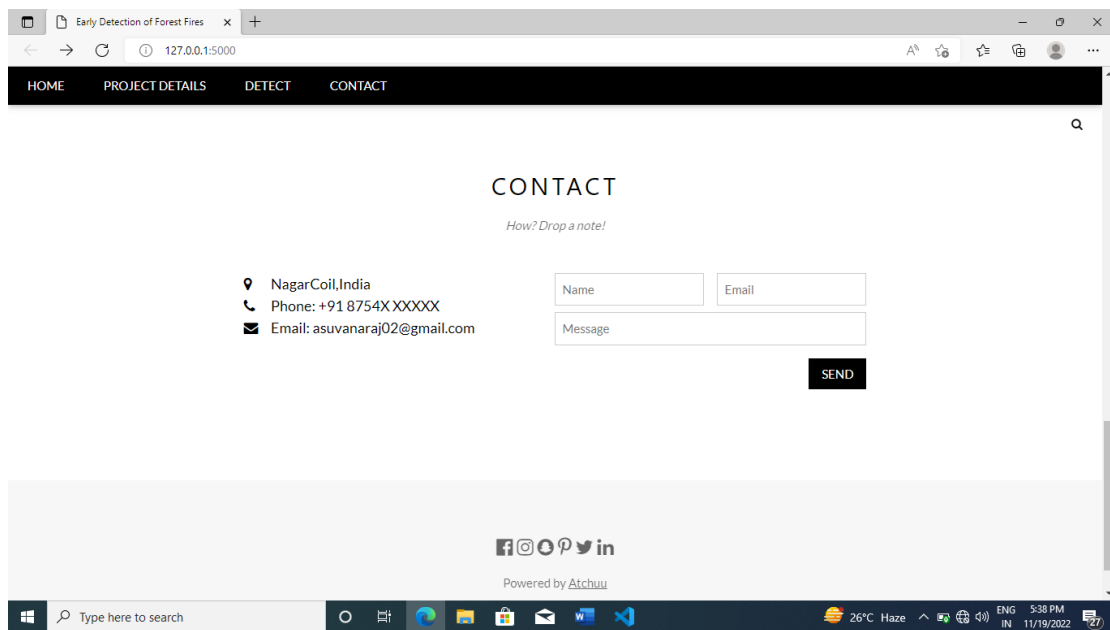 Early Detection of Forest Fires
127.0.0.1:5000
HOME PROJECT DETAILS DETECT CONTACT
CONTACT
How? Drop a note!
NagarCoil,India
Phone: +91 8754X XXXXX
Email: asuvanaraj02@gmail.com
Name Email
Message
SEND
Powered by Atchuu
Type here to search
26°C Haze
ENG
IN
5:38 PM
11/19/2022
27